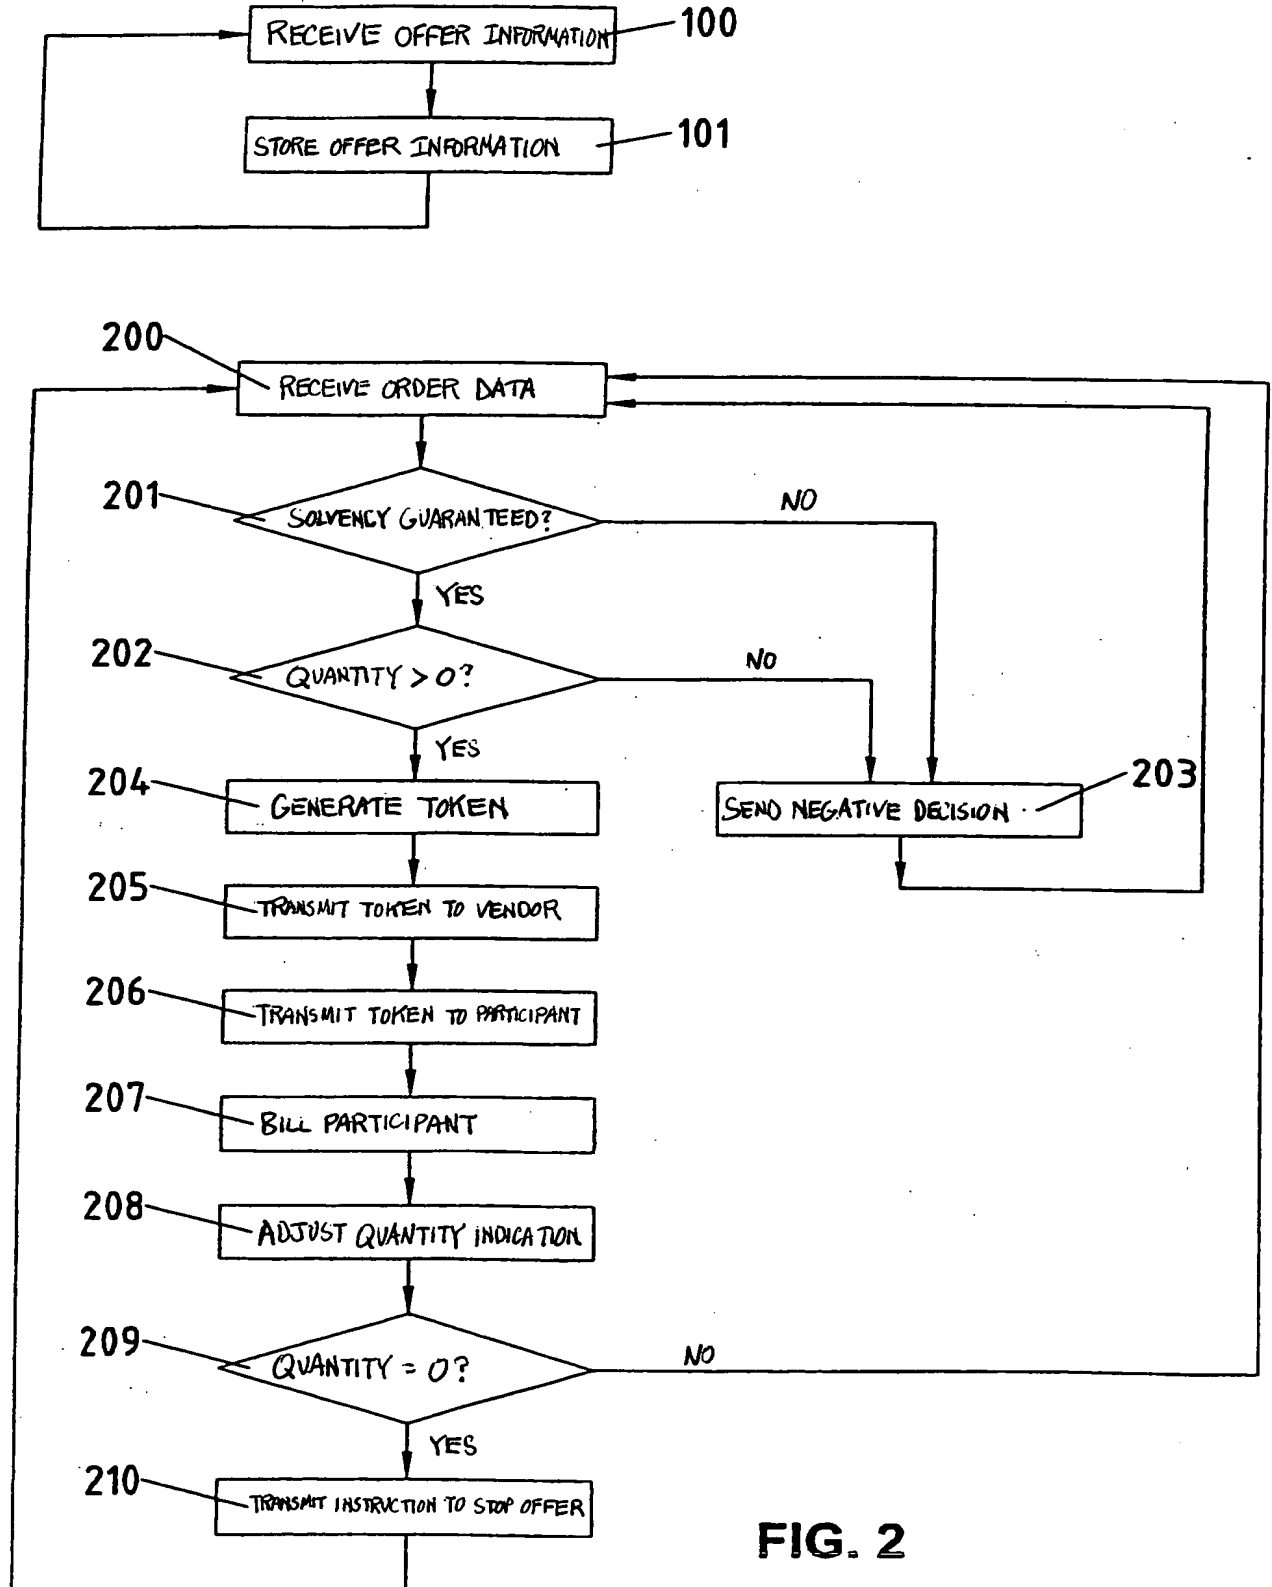 RECEIVE OFFER INFORMATION
100
STORE OFFER INFORMATION
101
200
RECEIVE ORDER DATA
201
SOLVENCY GUARANTEED?
NO
YES
202
QUANTITY > 0?
NO
YES
204
GENERATE TOKEN
203
SEND NEGATIVE DECISION
205
TRANSMIT TOKEN TO VENDOR
206
TRANSMIT TOKEN TO PARTICIPANT
207
BILL PARTICIPANT
208
ADJUST QUANTITY INDICATION
209
QUANTITY = 0?
NO
YES
210
TRANSMIT INSTRUCTION TO STOP OFFER
FIG. 2